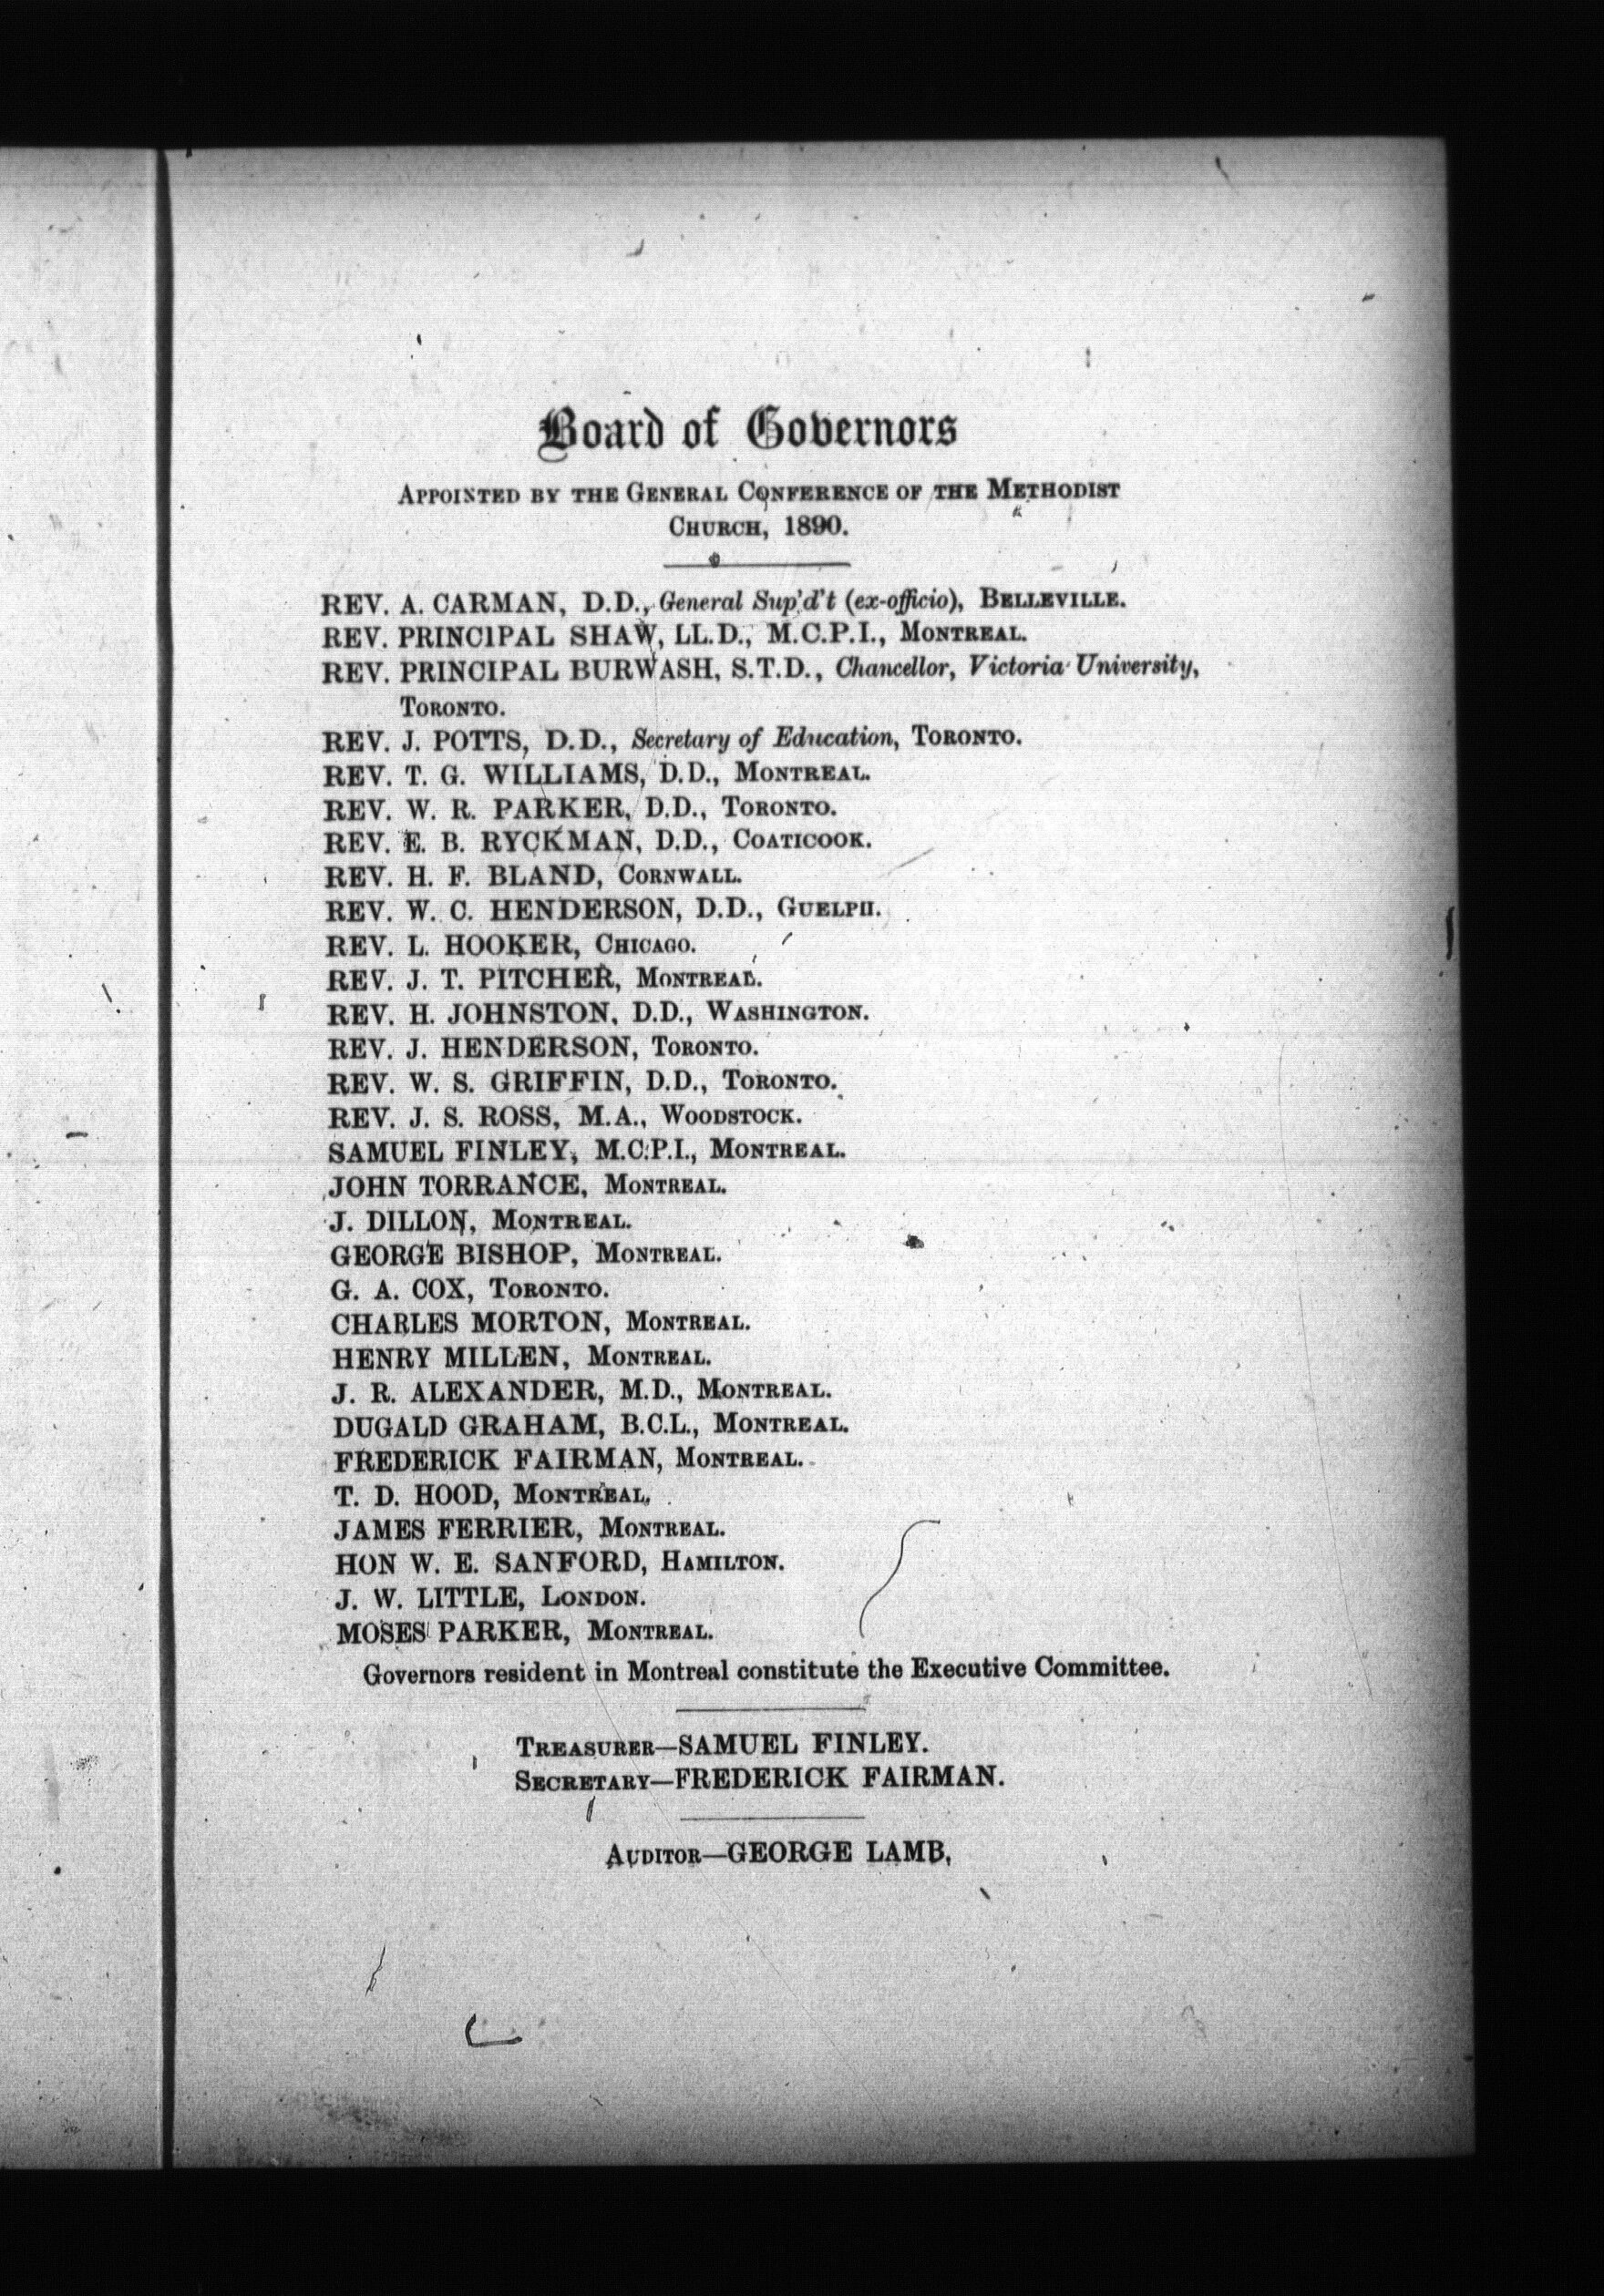 Board of Governors
APPOINTED BY THE GENERAL CONFERENCE OF THE METHODIST
CHURCH, 1890.
REV. A. CARMAN, D.D., General Sup'd't (ex-officio), BELLEVILLE.
REV. PRINCIPAL SHAW, LL.D., M.C.P.I., MONTREAL.
REV. PRINCIPAL BURWASH, S.T.D., Chancellor, Victoria University,
TORONTO.
REV. J. POTTS, D.D., Secretary of Education, TORONTO.
REV. T. G. WILLIAMS, D.D., MONTREAL.
REV. W. R. PARKER, D.D., TORONTO.
REV. E. B. RYCKMAN, D.D., COATICOOK.
REV. H. F. BLAND, CORNWALL.
REV. W. C. HENDERSON, D.D., GUELPH.
REV. L. HOOKER, CHICAGO.
REV. J. T. PITCHER, MONTREAL.
REV. H. JOHNSTON, D.D., WASHINGTON.
REV. J. HENDERSON, TORONTO.
REV. W. S. GRIFFIN, D.D., TORONTO.
REV. J. S. ROSS, M.A., WOODSTOCK.
SAMUEL FINLEY, M.C.P.I., MONTREAL.
JOHN TORRANCE, MONTREAL.
J. DILLON, MONTREAL.
GEORGE BISHOP, MONTREAL.
G. A. COX, TORONTO.
CHARLES MORTON, MONTREAL.
HENRY MILLEN, MONTREAL.
J. R. ALEXANDER, M.D., MONTREAL.
DUGALD GRAHAM, B.C.L., MONTREAL.
FREDERICK FAIRMAN, MONTREAL.
T. D. HOOD, MONTREAL.
JAMES FERRIER, MONTREAL.
HON W. E. SANFORD, HAMILTON.
J. W. LITTLE, LONDON.
MOSES PARKER, MONTREAL.
Governors resident in Montreal constitute the Executive Committee.
TREASURER—SAMUEL FINLEY.
SECRETARY—FREDERICK FAIRMAN.
AUDITOR—GEORGE LAMB.